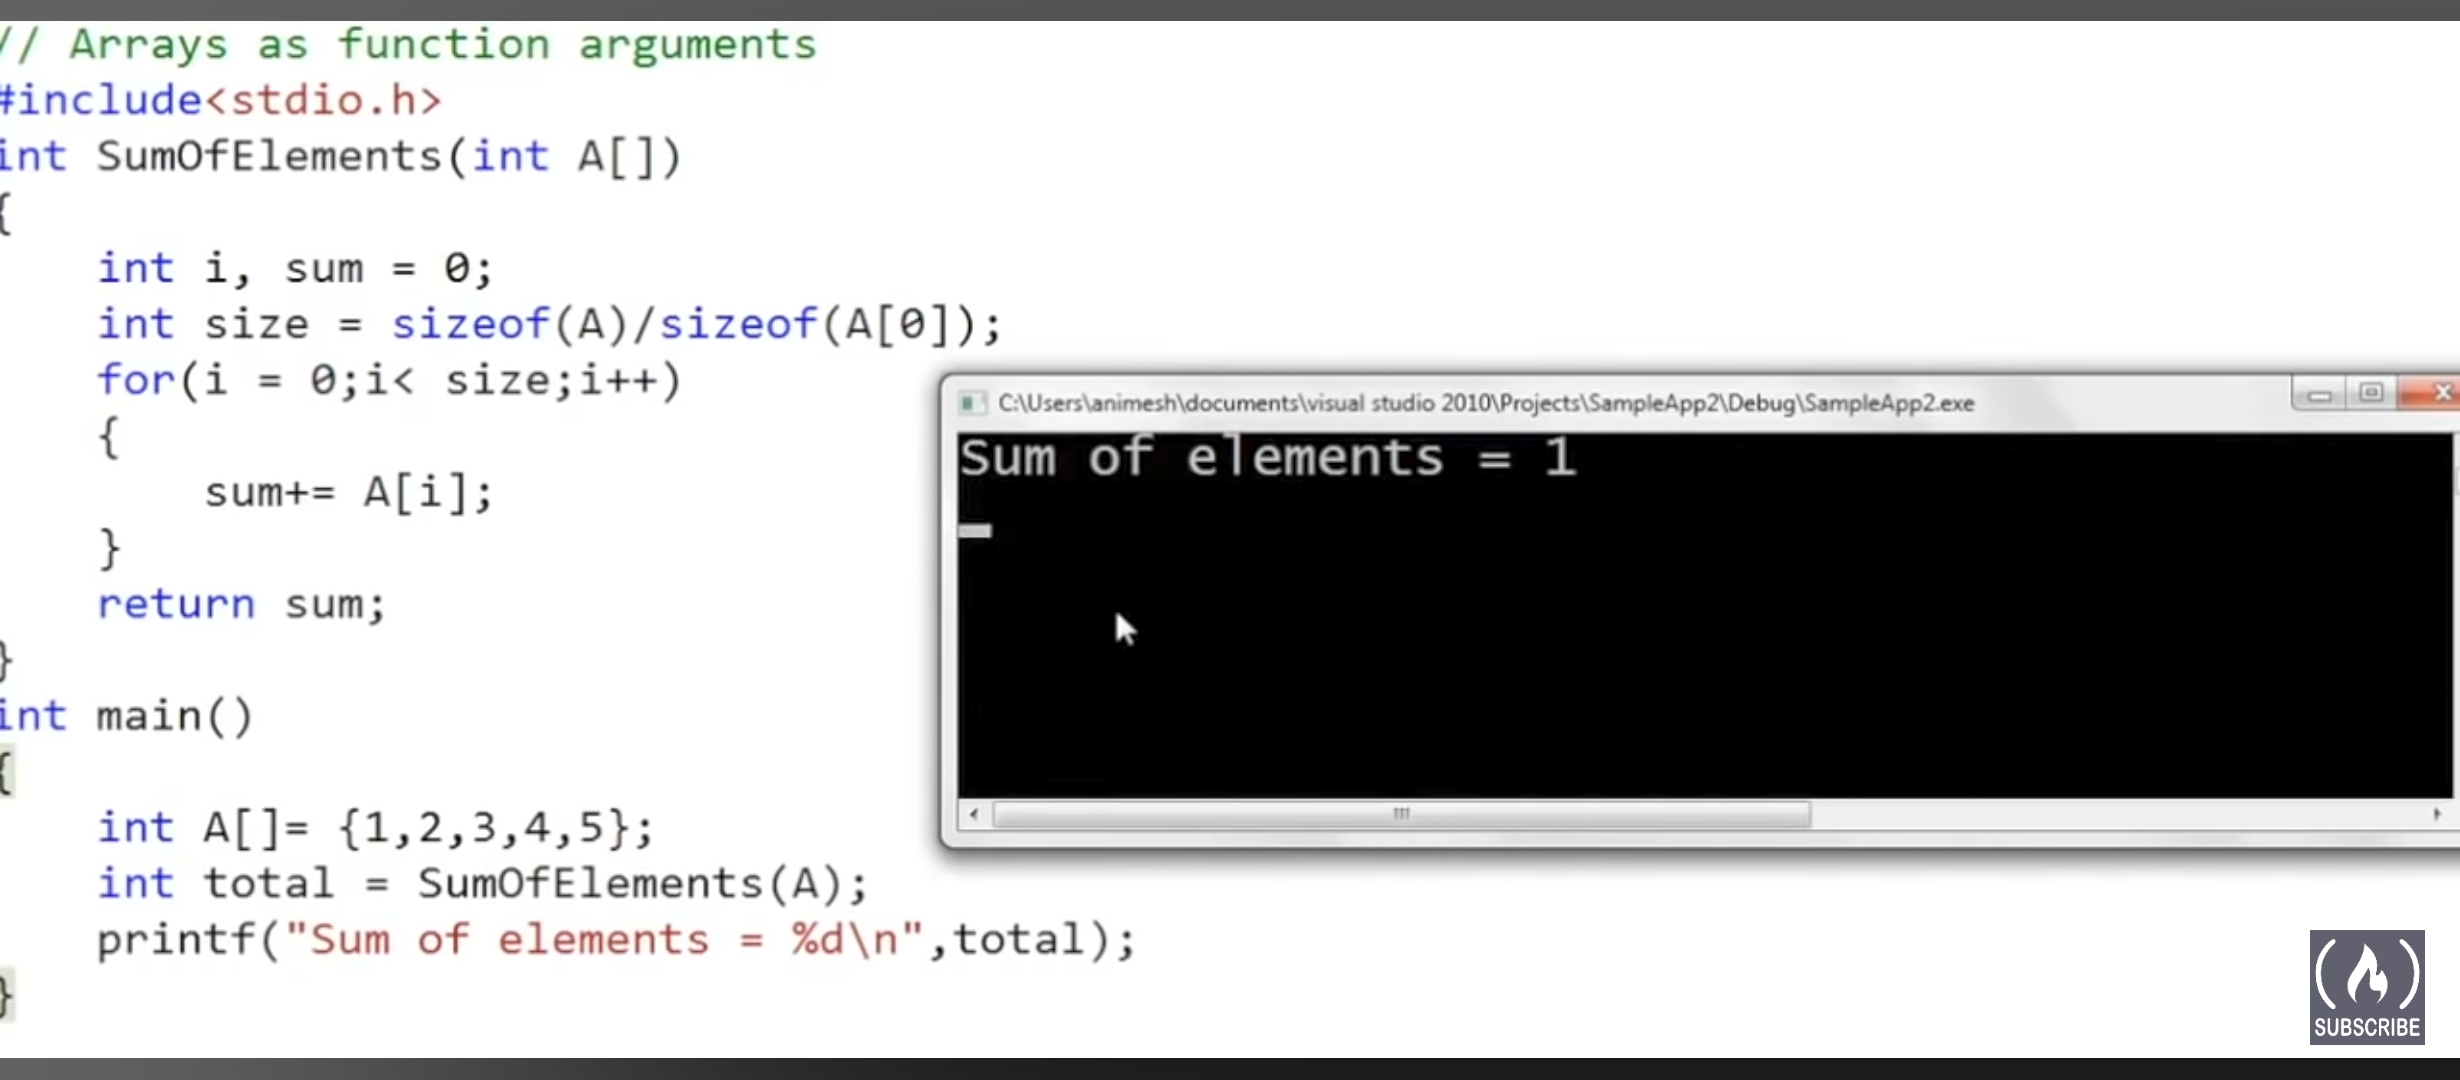 // Arrays as function arguments
#include<stdio.h>
int SumOfElements(int A[])
{
    int i, sum = 0;
    int size = sizeof(A)/sizeof(A[0]);
    for(i = 0;i< size;i++)
    {
        sum+= A[i];
    }
    return sum;
}
int main()
{
    int A[]= {1,2,3,4,5};
    int total = SumOfElements(A);
    printf("Sum of elements = %d\n",total);
}
C:\Users\animesh\documents\visual studio 2010\Projects\SampleApp2\Debug\SampleApp2.exe
Sum of elements = 1
SUBSCRIBE